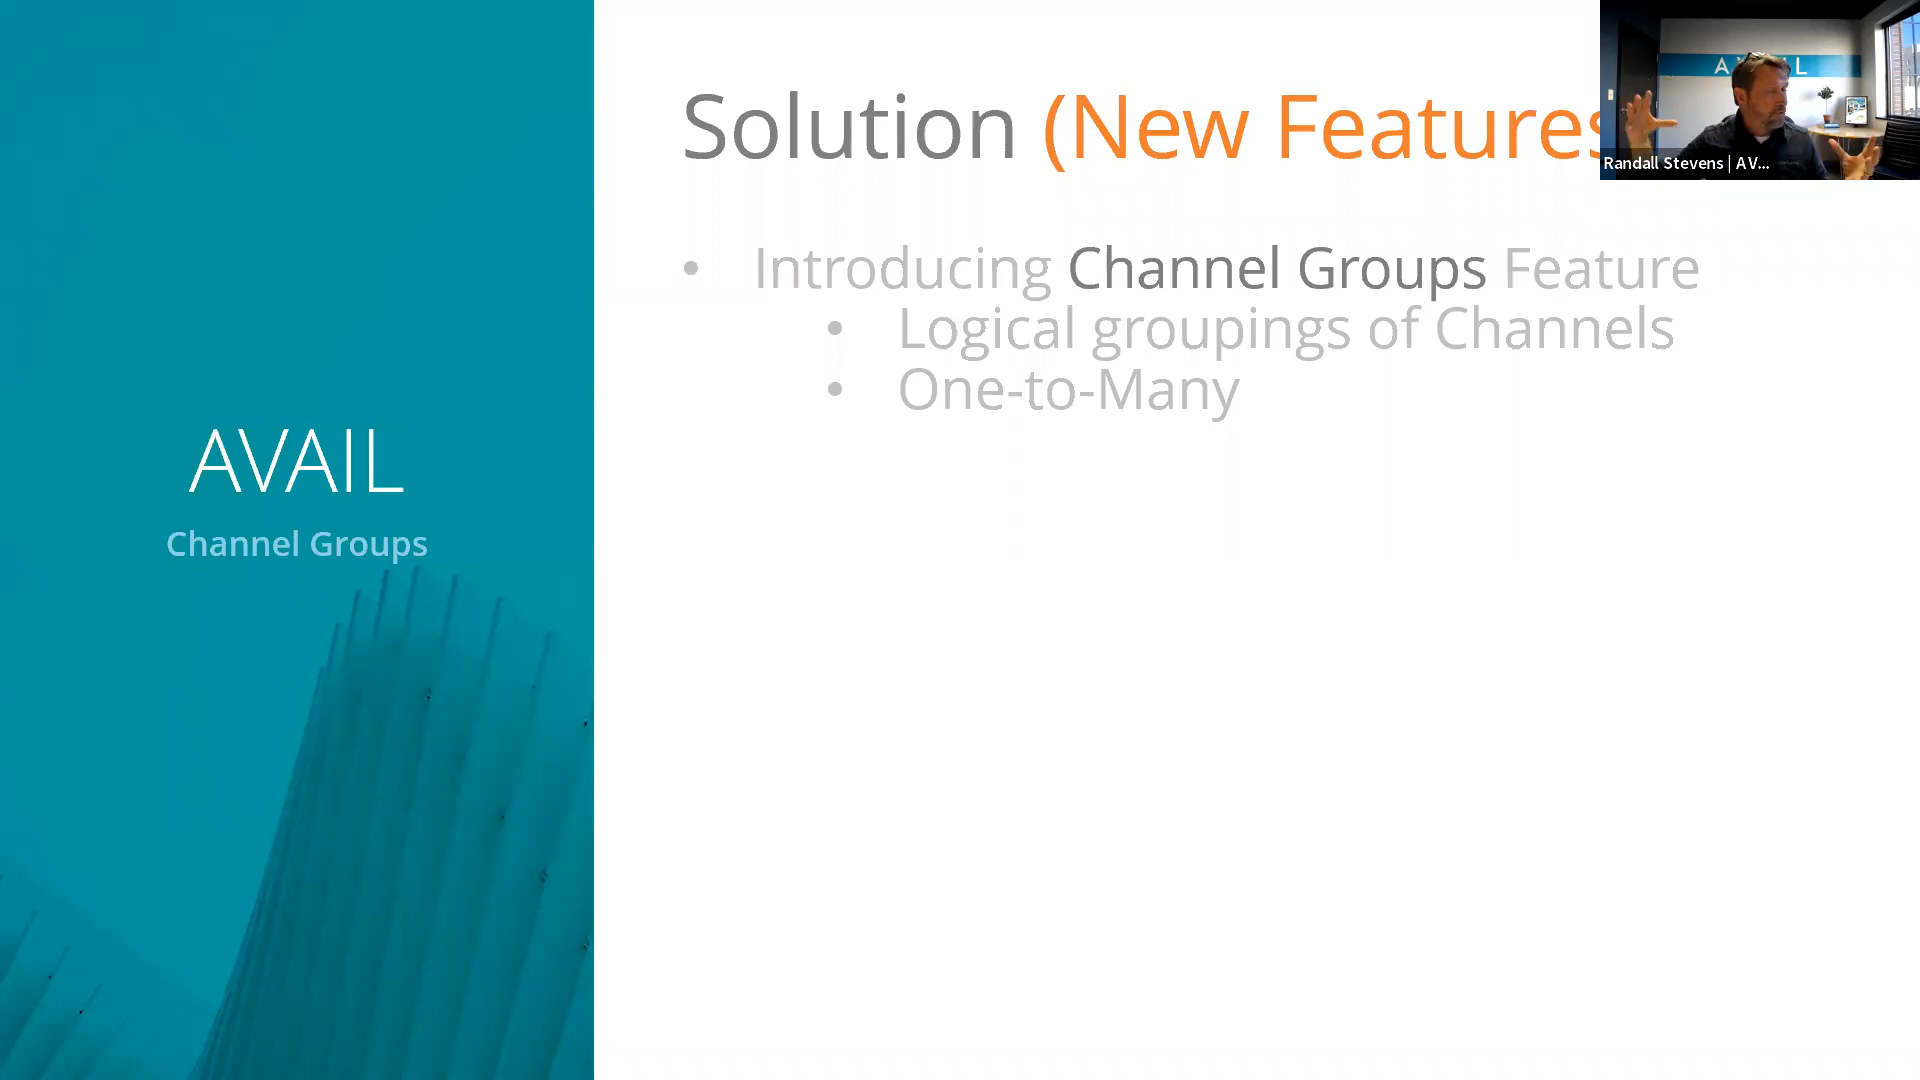 Solution (New Features
Introducing Channel Groups Feature
Logical groupings of Channels
One-to-Many
AVAIL
Channel Groups
Randall Stevens | AV...